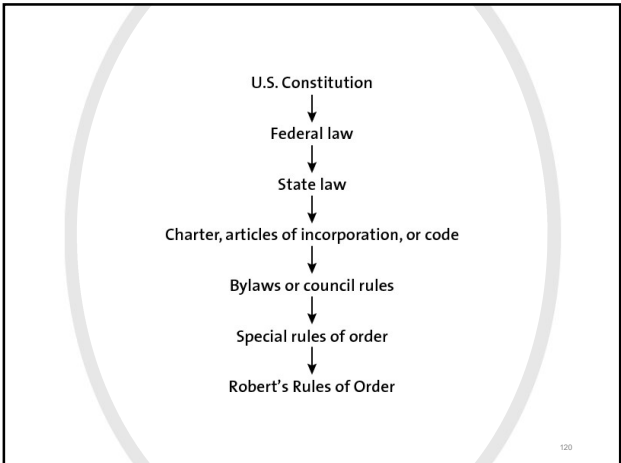 U.S. Constitution
Federal law
State law
Charter, articles of incorporation, or code
Bylaws or council rules
Special rules of order
Robert’s Rules of Order
120